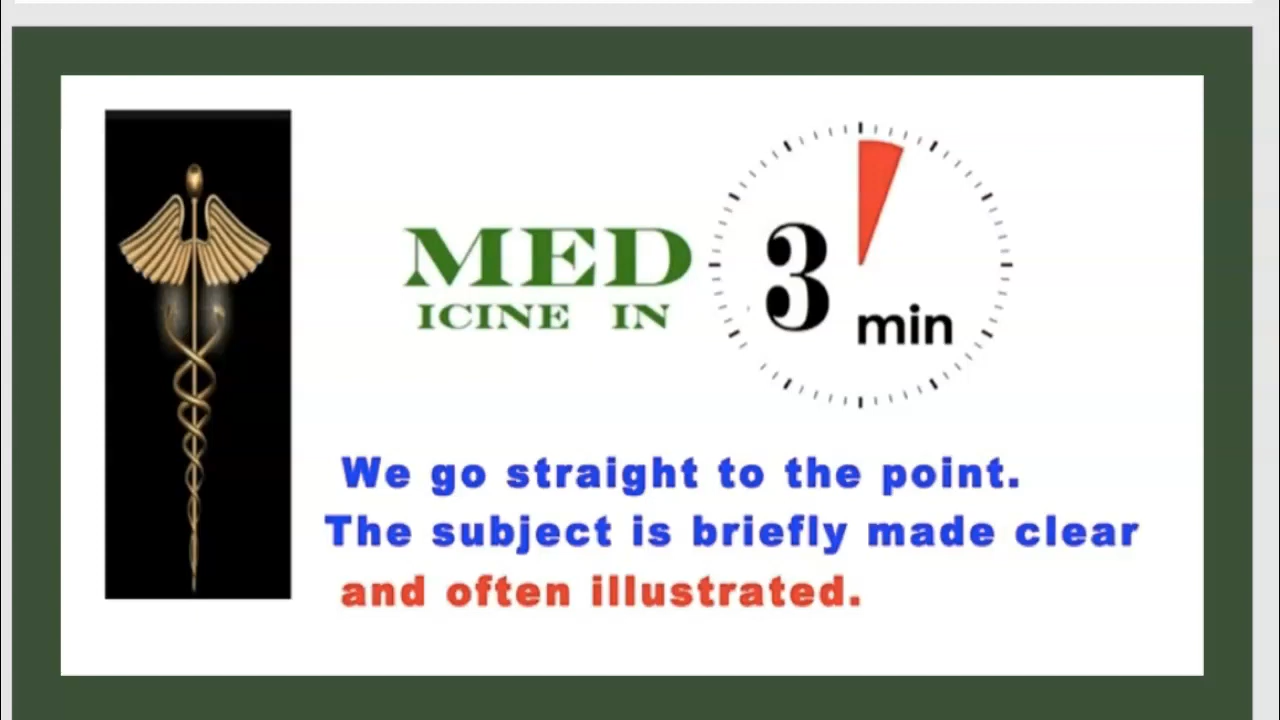 MED
ICINE IN
3
min
We go straight to the point.
The subject is briefly made clear
and often illustrated.